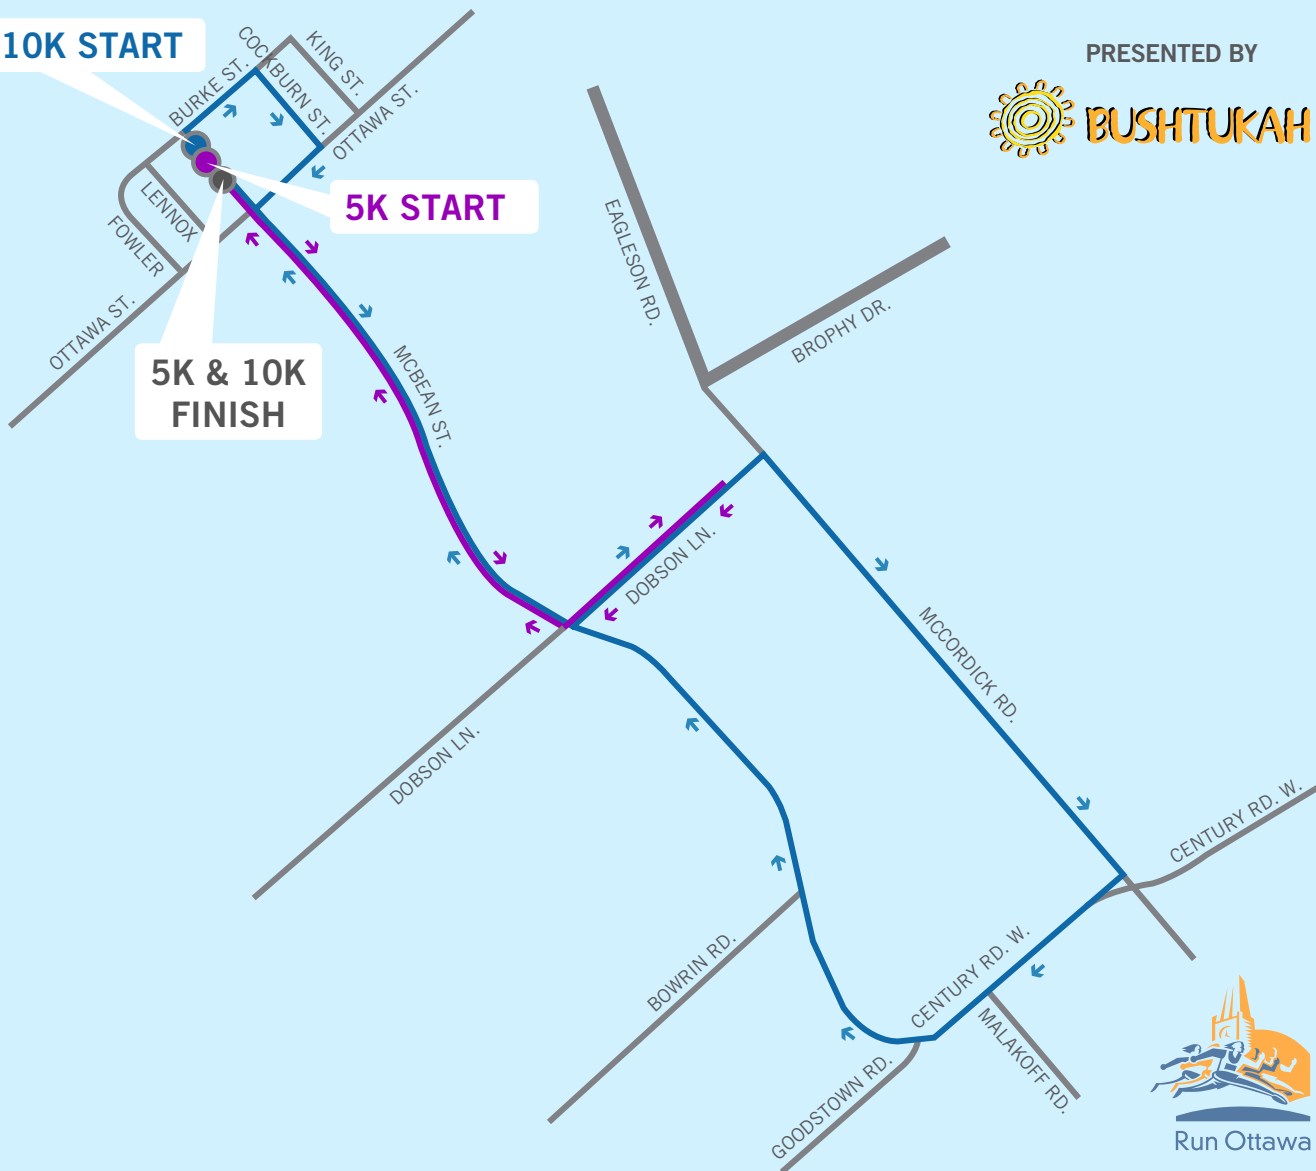 10K START
BURKE ST.
COCKBURN ST.
KING ST.
OTTAWA ST.
PRESENTED BY
BUSHTUKAH
5K START
LENNOX
FOWLER
OTTAWA ST.
5K & 10K
FINISH
MCBEAN ST.
EAGLESON RD.
BROPHY DR.
DOBSON LN.
DOBSON LN.
MCCORDICK RD.
CENTURY RD. W.
BOWRIN RD.
CENTURY RD. W.
MALAKOFF RD.
GOODSTOWN RD.
Run Ottawa